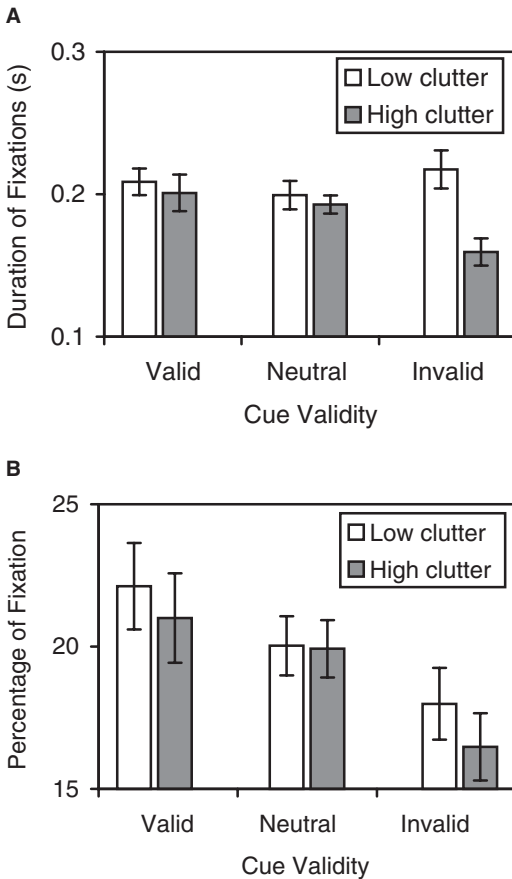 A
0.3
Low clutter
High clutter
Duration of Fixations (s)
0.2
0.1
Valid Neutral Invalid
Cue Validity
B
25
Low clutter
High clutter
Percentage of Fixation
20
15
Valid Neutral Invalid
Cue Validity